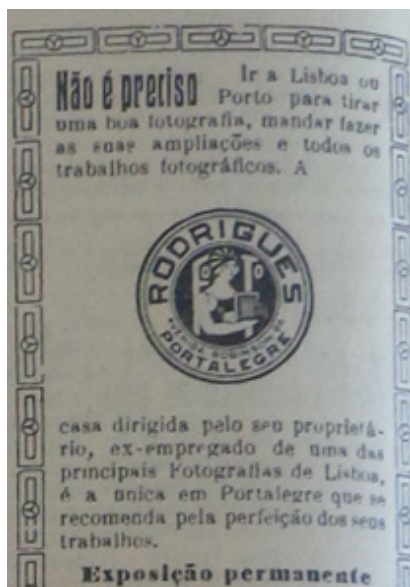 Não é preciso Ir a Lisboa ou
Porto para tirar
uma boa fotografia, mandar fazer
as suas ampliações e todos os
trabalhos fotográficos. A
RODRIGUES
PORTALEGRE
casa dirigida pelo seu proprietá-
rio, ex-empregado de uma das
principais Fotografias de Lisboa,
é a unica em Portalegre que se
recomenda pela perfeição dos seus
trabalhos.
Exposição permanente